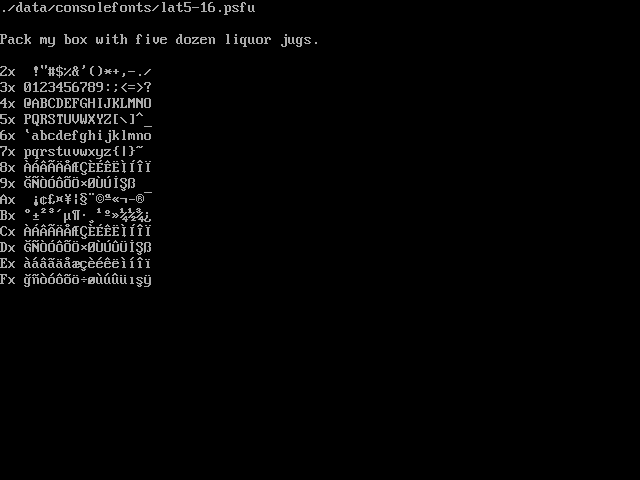 ./data/consolefonts/lat5-16.psfu
Pack my box with five dozen liquor jugs.
2x  !"#$%&'()*+,-./
3x 0123456789:;<=>?
4x @ABCDEFGHIJKLMNO
5x PQRSTUVWXYZ[\]^_
6x `abcdefghijklmno
7x pqrstuvwxyz{|}~
8x ÀÁÂÃÄÅÆÇÈÉÊËÌÍÎÏ
9x ĞÑÒÓÔÕÖ×ØÙÚİŞß _
Ax  ¡¢£¤¥¦§¨©ª«¬-®¯
Bx °±²³´µ¶·¸¹º»¼½¾¿
Cx ÀÁÂÃÄÅÆÇÈÉÊËÌÍÎÏ
Dx ĞÑÒÓÔÕÖ×ØÙÚÛÜİŞß
Ex àáâãäåæçèéêëìíîï
Fx ğñòóôõö÷øùúûüışÿ